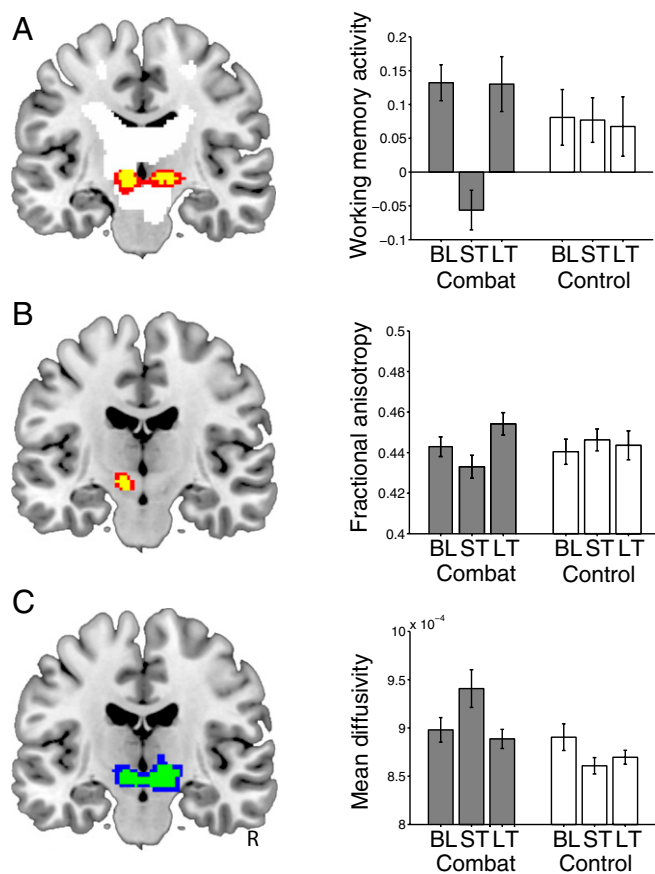 A
Working memory activity
0.2
0.15
0.1
0.05
0
−0.05
−0.1
BL ST LT BL ST LT
Combat Control
B
Fractional anisotropy
0.5
0.48
0.46
0.44
0.42
0.4
BL ST LT BL ST LT
Combat Control
C
Mean diffusivity
x 10⁻⁴
10
9.5
9
8.5
8
BL ST LT BL ST LT
Combat Control
R